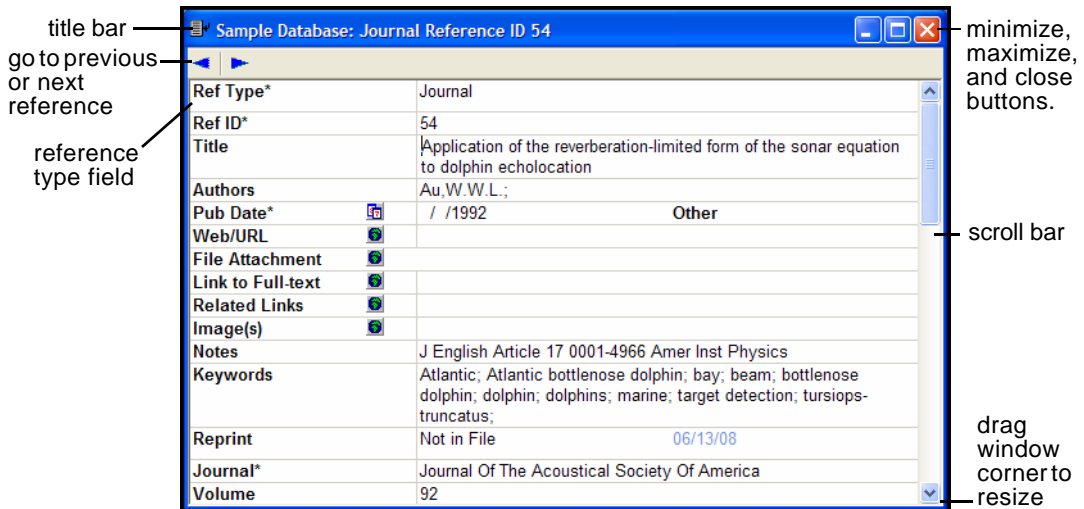 title bar
go to previous
or next
reference
reference
type field
Sample Database: Journal Reference ID 54
minimize,
maximize,
and close
buttons.
Ref Type* Journal
Ref ID* 54
Title Application of the reverberation-limited form of the sonar equation
to dolphin echolocation
Authors Au,W.W.L.;
Pub Date* / /1992 Other
Web/URL
scroll bar
File Attachment
Link to Full-text
Related Links
Image(s)
Notes J English Article 17 0001-4966 Amer Inst Physics
Keywords Atlantic; Atlantic bottlenose dolphin; bay; beam; bottlenose
dolphin; dolphin; dolphins; marine; target detection; tursiops-
truncatus;
Reprint Not in File 06/13/08
Journal* Journal Of The Acoustical Society Of America
Volume 92
drag
window
corner to
resize